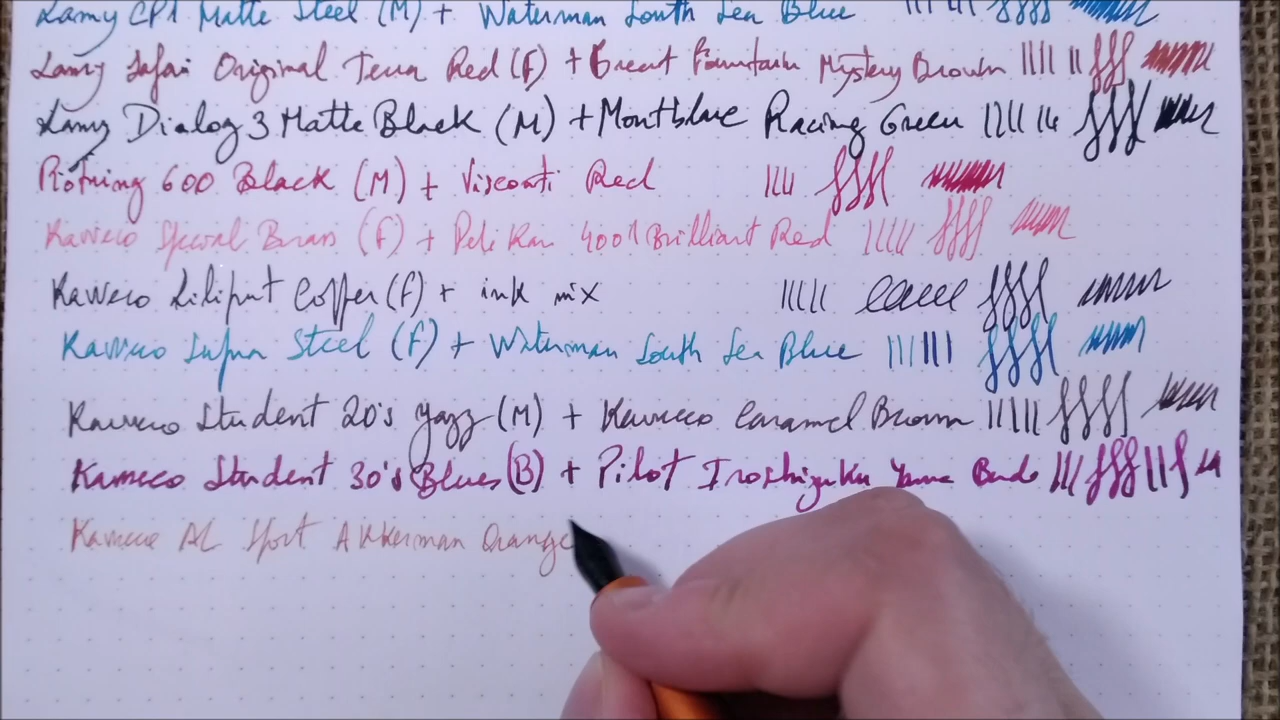 Lamy CP1 Matte Steel (M) + Waterman South Sea Blue
Lamy Safari Original Terra Red (F) + Great Fountain Mystery Brown
Lamy Dialog 3 Matte Black (M) + Montblanc Racing Green
Rotring 600 Black (M) + Visconti Red
Kaweco Special Brass (F) + Pelikan 4001 Brilliant Red
Kaweco Liliput Copper (F) + ink mix
Kaweco Supra Steel (F) + Waterman South Sea Blue
Kaweco Student 20's Jazz (M) + Kaweco Caramel Brown
Kaweco Student 30's Blues (B) + Pilot Iroshizuku Yama Budo
Kaweco AL Sport Akkerman Orange